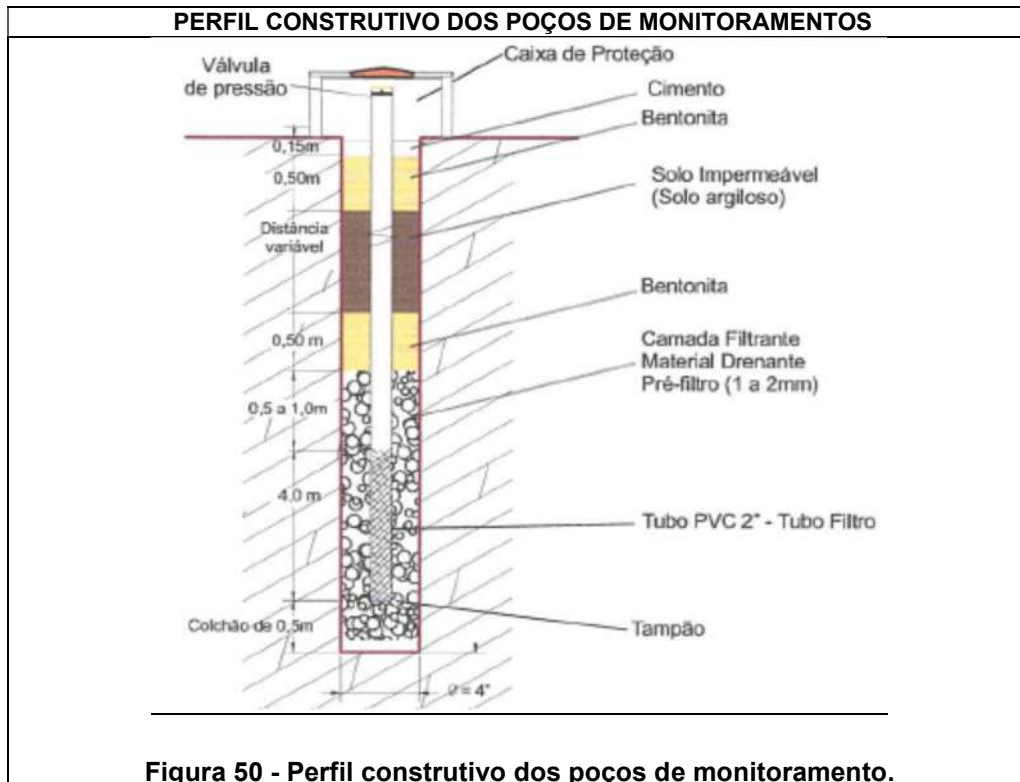 PERFIL CONSTRUTIVO DOS POÇOS DE MONITORAMENTOS
Válvula
de pressão
Caixa de Proteção
Cimento
Bentonita
0,15m
0,50m
Solo Impermeável
(Solo argiloso)
Distância
variável
Bentonita
0,50 m
Camada Filtrante
Material Drenante
Pré-filtro (1 a 2mm)
0,5 a 1,0m
4,0 m
Tubo PVC 2" - Tubo Filtro
Colchão de 0,5m
Tampão
Ø = 4"
Figura 50 - Perfil construtivo dos poços de monitoramento.